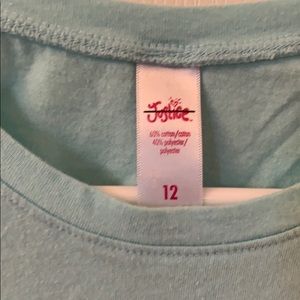 Justice
60% cotton/coton
40% polyester/
polyester
12